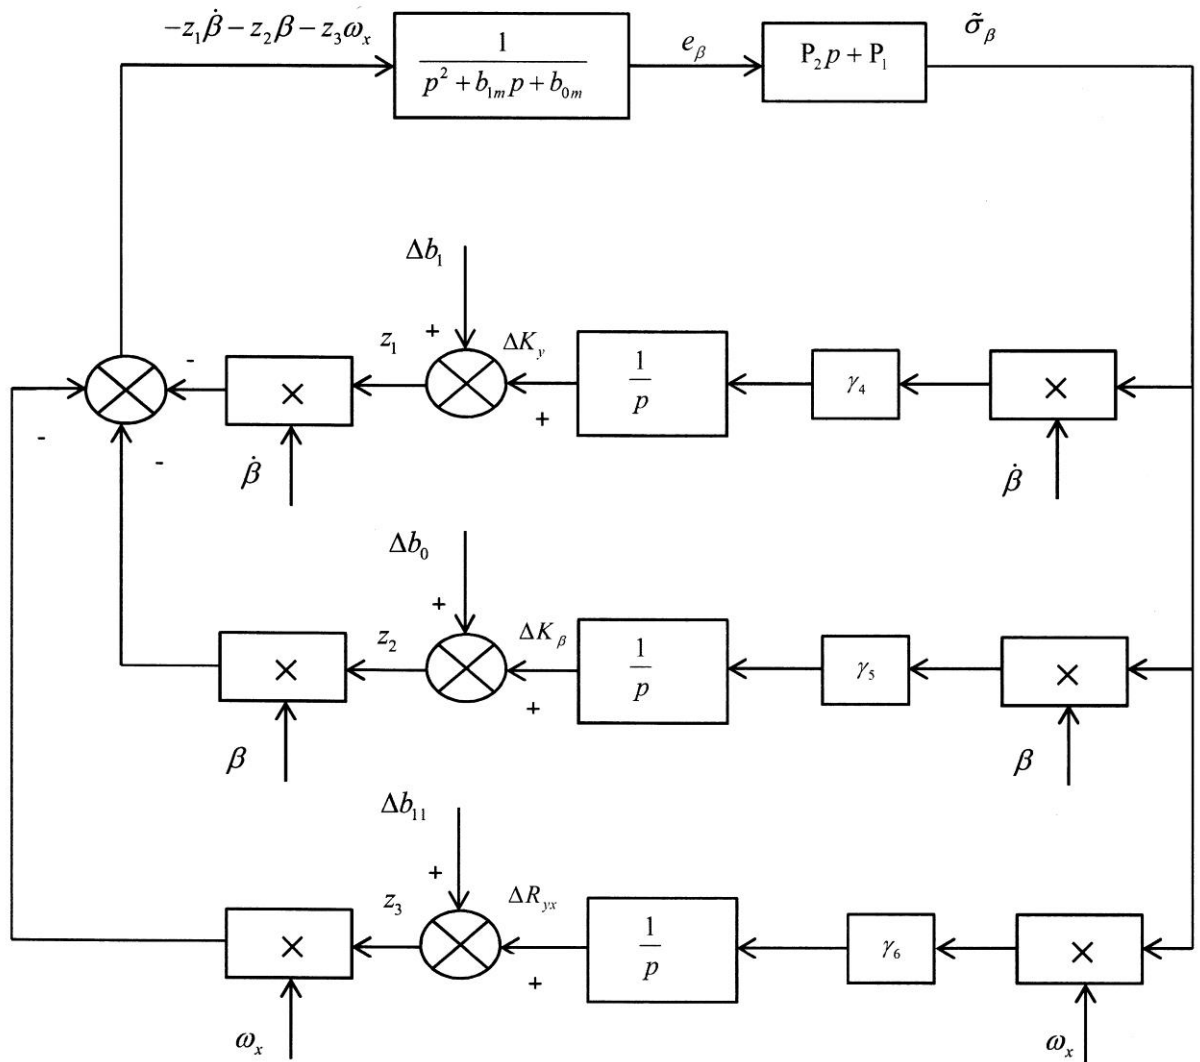 −z₁β̇ − z₂β − z₃ωₓ
1
p² + b₁ₘp + b₀ₘ
e_β
P₂p + P₁
σ̃_β
Δb₁
+
z₁
ΔK_y
+
1
p
γ₄
×
-
×
β̇
β̇
-
-
Δb₀
+
z₂
ΔK_β
+
1
p
γ₅
×
×
β
β
Δb₁₁
+
z₃
ΔR_yx
+
1
p
γ₆
×
×
ωₓ
ωₓ